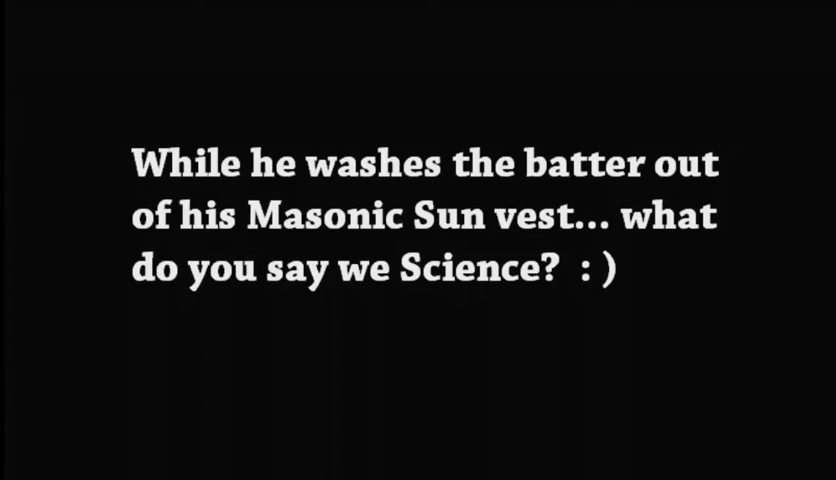 While he washes the batter out
of his Masonic Sun vest... what
do you say we Science?  : )